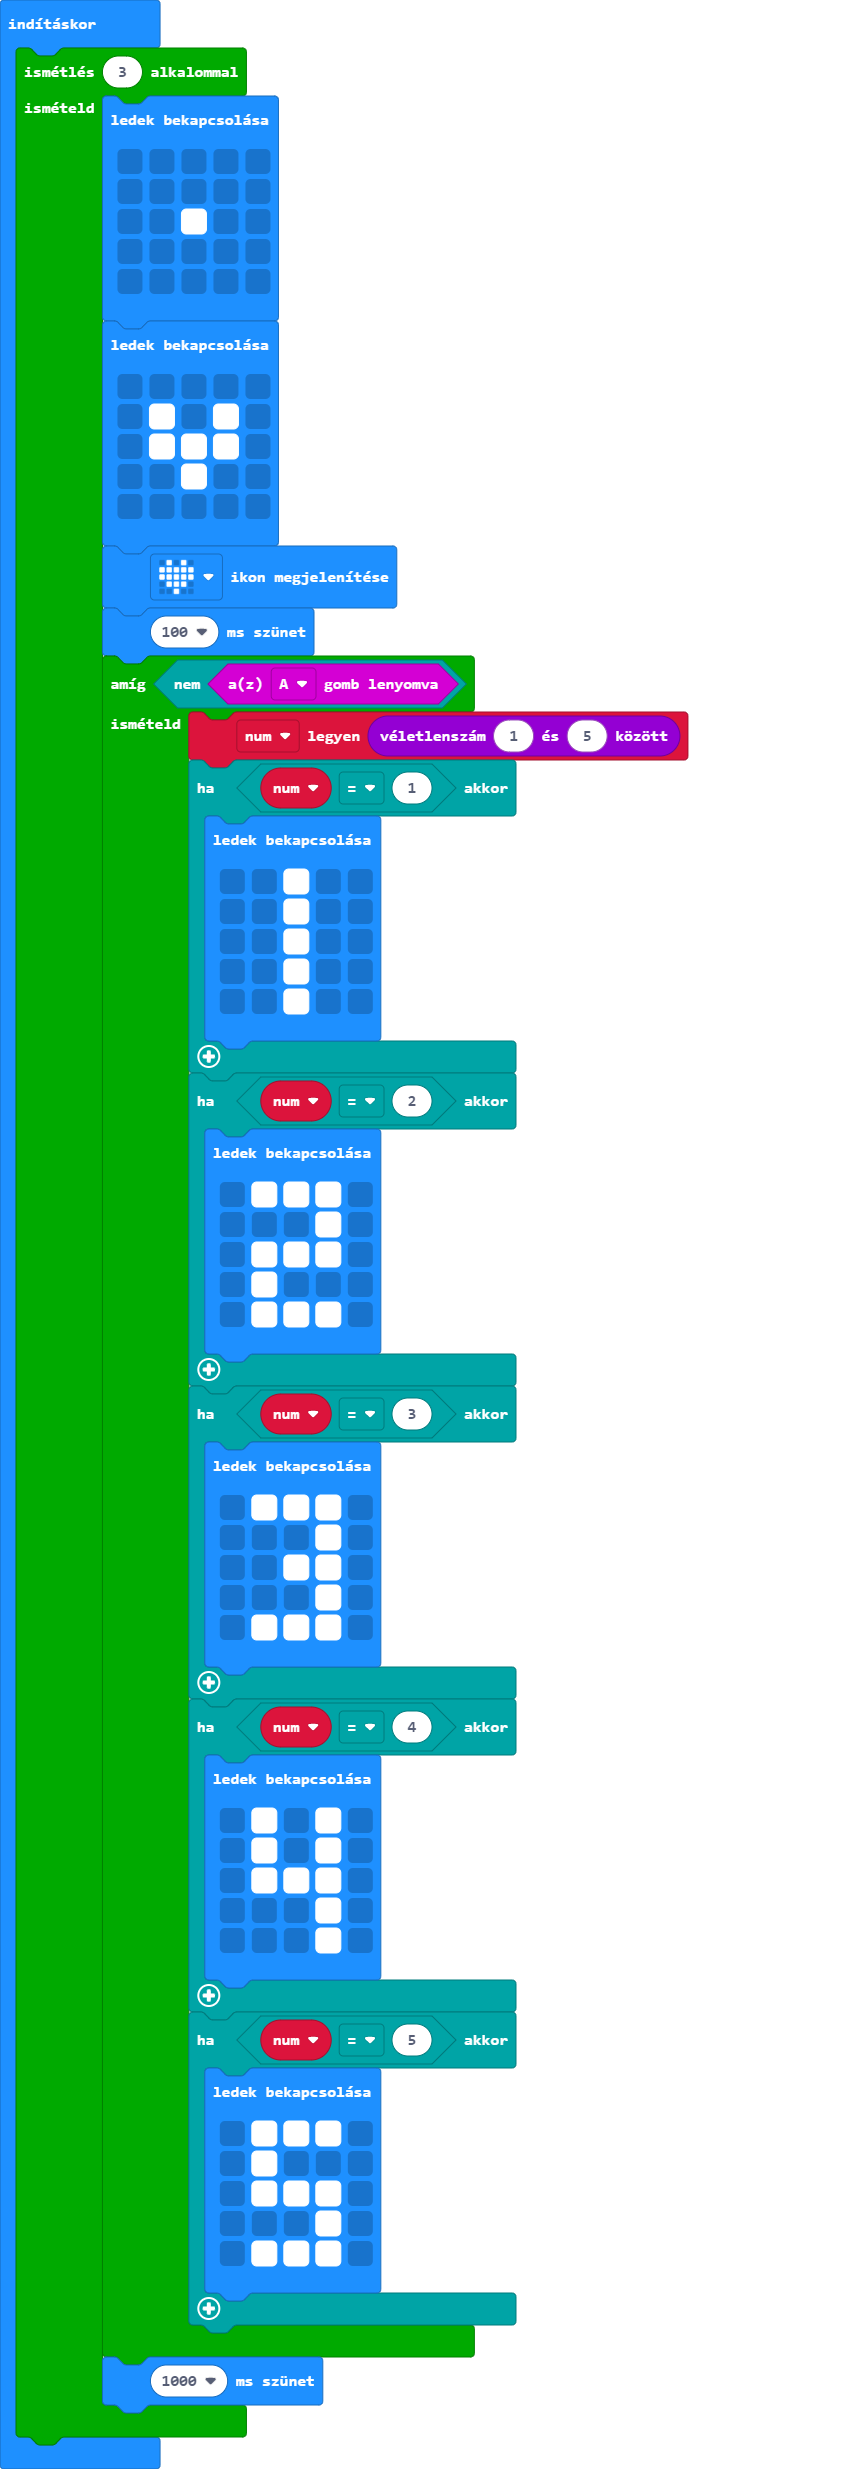 indításkor
ismétlés 3 alkalommal
ismételd
ledek bekapcsolása
ledek bekapcsolása
ikon megjelenítése
100 ms szünet
amíg nem a(z) A gomb lenyomva
ismételd
num legyen véletlenszám 1 és 5 között
ha num = 1 akkor
ledek bekapcsolása
ha num = 2 akkor
ledek bekapcsolása
ha num = 3 akkor
ledek bekapcsolása
ha num = 4 akkor
ledek bekapcsolása
ha num = 5 akkor
ledek bekapcsolása
1000 ms szünet